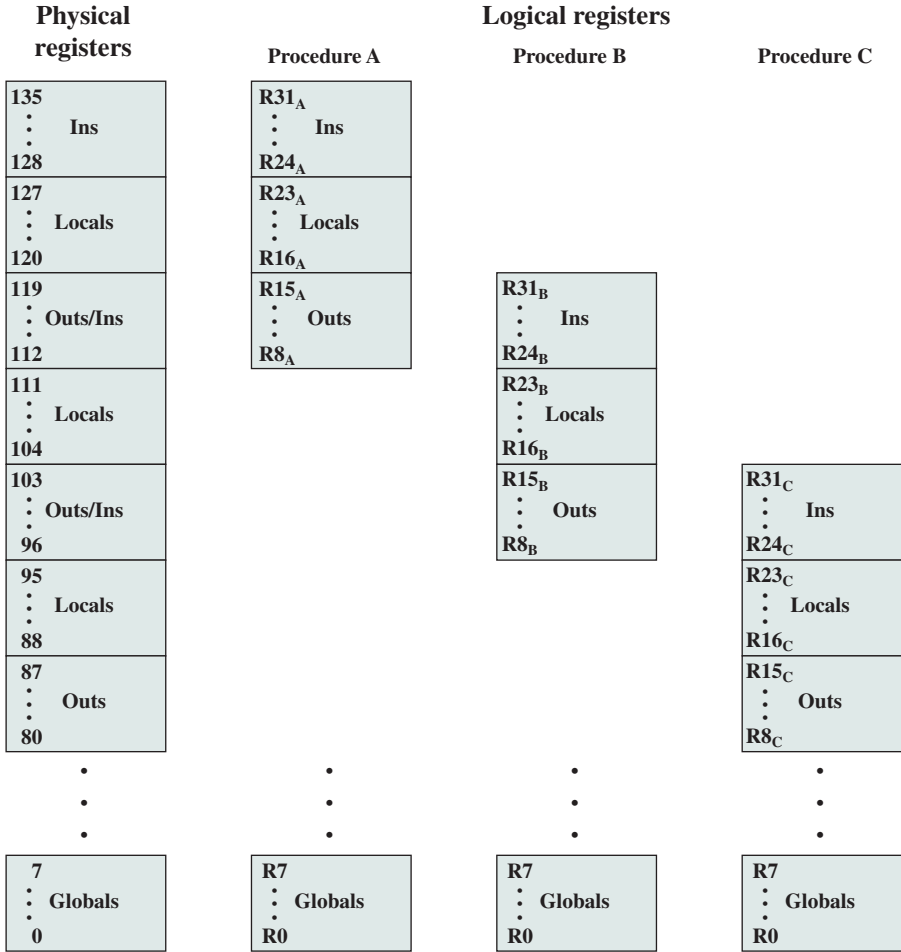 Physical registers
Logical registers
Procedure A
Procedure B
Procedure C
135
Ins
128
127
Locals
120
119
Outs/Ins
112
111
Locals
104
103
Outs/Ins
96
95
Locals
88
87
Outs
80
7
Globals
0
R31A
Ins
R24A
R23A
Locals
R16A
R15A
Outs
R8A
R7
Globals
R0
R31B
Ins
R24B
R23B
Locals
R16B
R15B
Outs
R8B
R7
Globals
R0
R31C
Ins
R24C
R23C
Locals
R16C
R15C
Outs
R8C
R7
Globals
R0